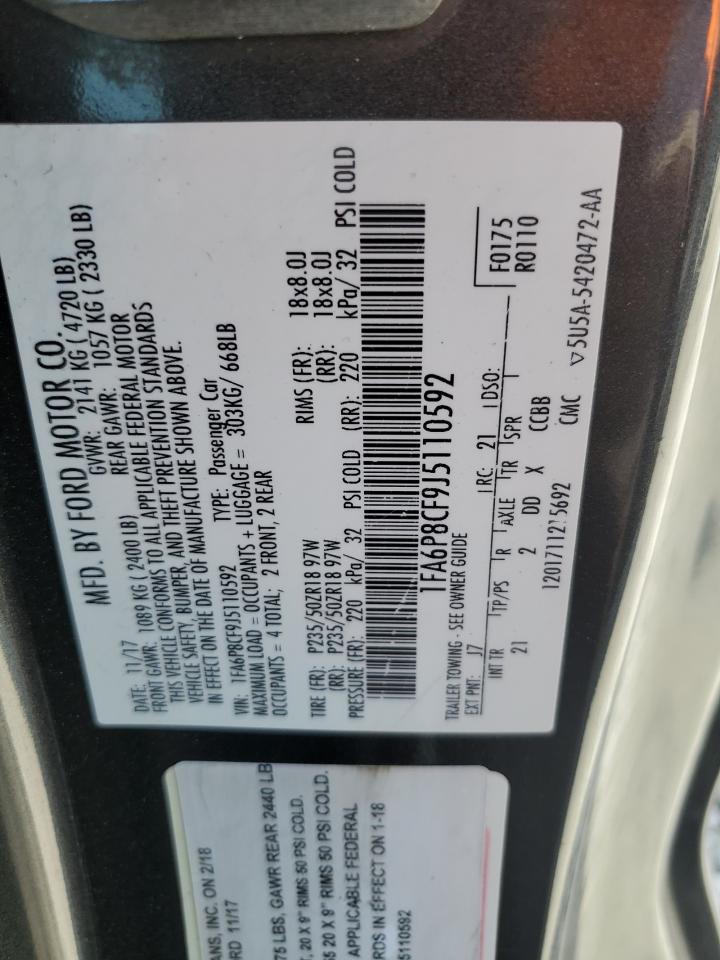 MFD. BY FORD MOTOR CO.
DATE: 11/17 GVWR: 2141 KG ( 4720 LB)
FRONT GAWR: 1089 KG ( 2400 LB) REAR GAWR: 1057 KG ( 2330 LB)
THIS VEHICLE CONFORMS TO ALL APPLICABLE FEDERAL MOTOR
VEHICLE SAFETY, BUMPER, AND THEFT PREVENTION STANDARDS
IN EFFECT ON THE DATE OF MANUFACTURE SHOWN ABOVE.
VIN: 1FA6P8CF9J5110592 TYPE: Passenger Car
MAXIMUM LOAD = OCCUPANTS + LUGGAGE = 303KG/ 668LB
OCCUPANTS = 4 TOTAL; 2 FRONT, 2 REAR
TIRE (FR): P235/50ZR18 97W RIMS (FR): 18x8.0J
(RR): P235/50ZR18 97W (RR): 18x8.0J
PRESSURE (FR): 220 kPa/ 32 PSI COLD (RR): 220 kPa/ 32 PSI COLD
1FA6P8CF9J5110592
TRAILER TOWING - SEE OWNER GUIDE
F0175
R0110
EXT PNT: J7 RC: 21 DSO:
INT TR TP/PS R AXLE TR SPR
21 2 DD X CCBB
12017111215692 CMC ▽5U5A-5420472-AA
ANS, INC. ON 2/18
RD 11/17
75 LBS, GAWR REAR 2440 LB
, 20 X 9" RIMS 50 PSI COLD.
5 20 X 9" RIMS 50 PSI COLD.
APPLICABLE FEDERAL
RDS IN EFFECT ON 1-18
5110592